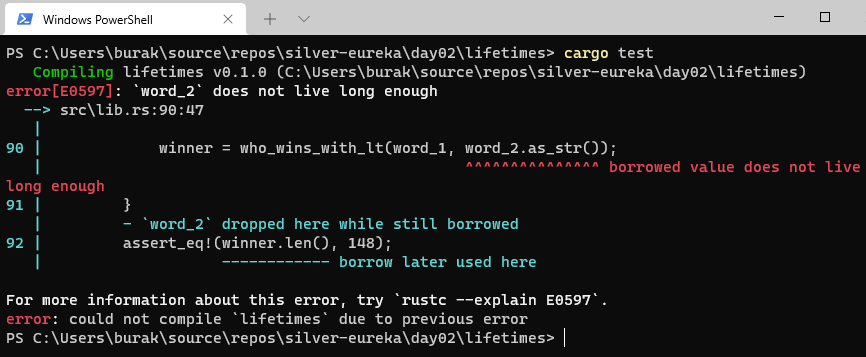 Windows PowerShell
PS C:\Users\burak\source\repos\silver-eureka\day02\lifetimes> cargo test
   Compiling lifetimes v0.1.0 (C:\Users\burak\source\repos\silver-eureka\day02\lifetimes)
error[E0597]: `word_2` does not live long enough
  --> src\lib.rs:90:47
   |
90 |             winner = who_wins_with_lt(word_1, word_2.as_str());
   |                                               ^^^^^^^^^^^^^^^ borrowed value does not live
long enough
91 |         }
   |         - `word_2` dropped here while still borrowed
92 |         assert_eq!(winner.len(), 148);
   |                    ------------ borrow later used here
For more information about this error, try `rustc --explain E0597`.
error: could not compile `lifetimes` due to previous error
PS C:\Users\burak\source\repos\silver-eureka\day02\lifetimes>